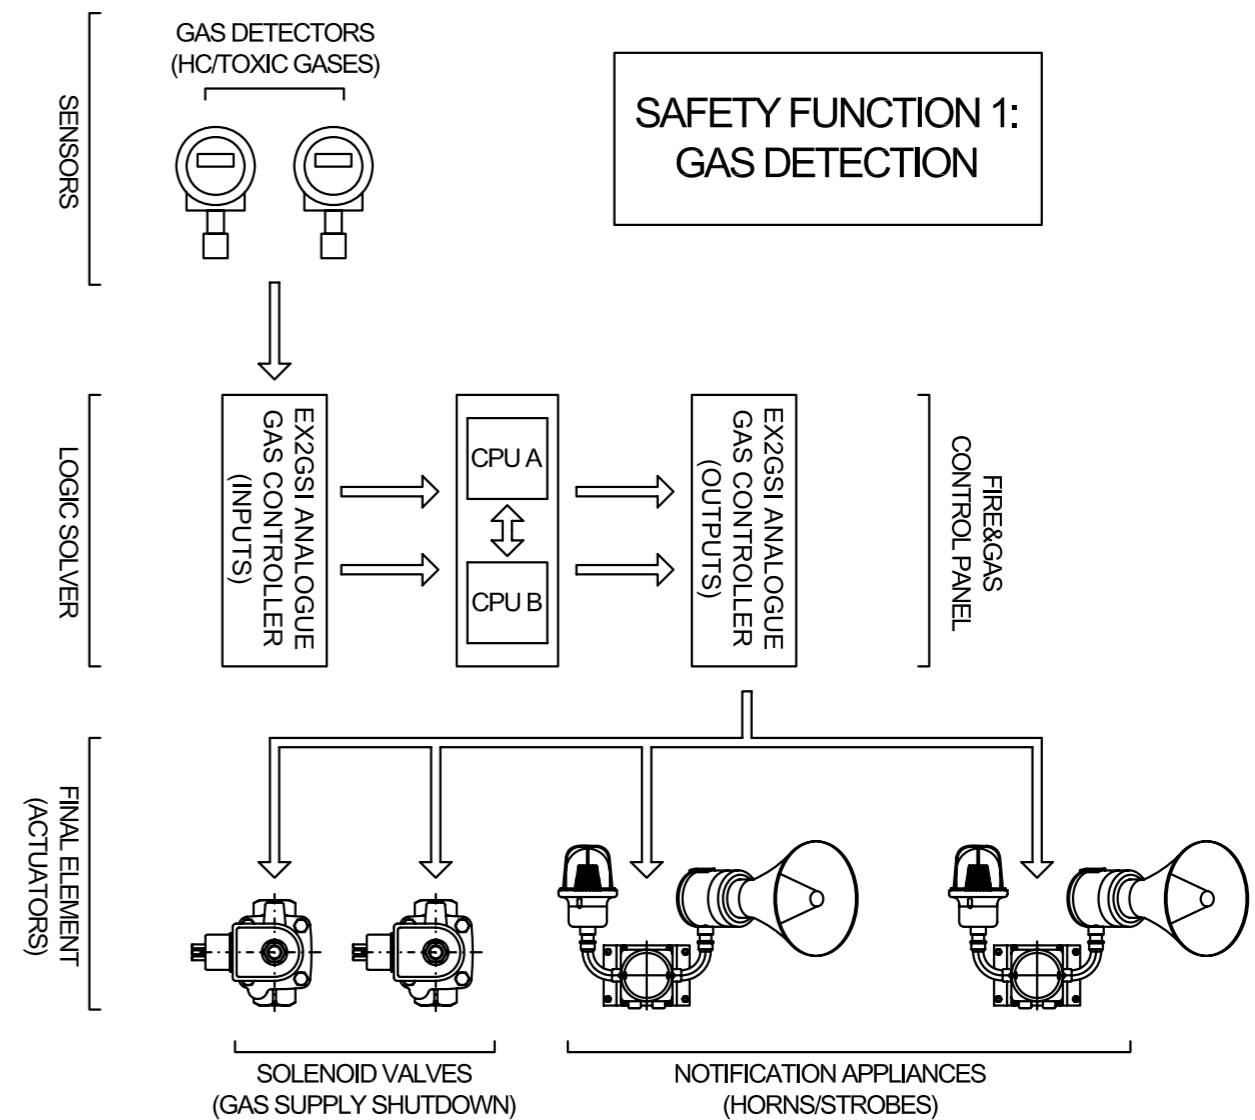 GAS DETECTORS
(HC/TOXIC GASES)
SAFETY FUNCTION 1:
GAS DETECTION
SENSORS
LOGIC SOLVER
EX2GSI ANALOGUE
GAS CONTROLLER
(INPUTS)
CPU A
CPU B
EX2GSI ANALOGUE
GAS CONTROLLER
(OUTPUTS)
FIRE&GAS
CONTROL PANEL
FINAL ELEMENT
(ACTUATORS)
SOLENOID VALVES
(GAS SUPPLY SHUTDOWN)
NOTIFICATION APPLIANCES
(HORNS/STROBES)